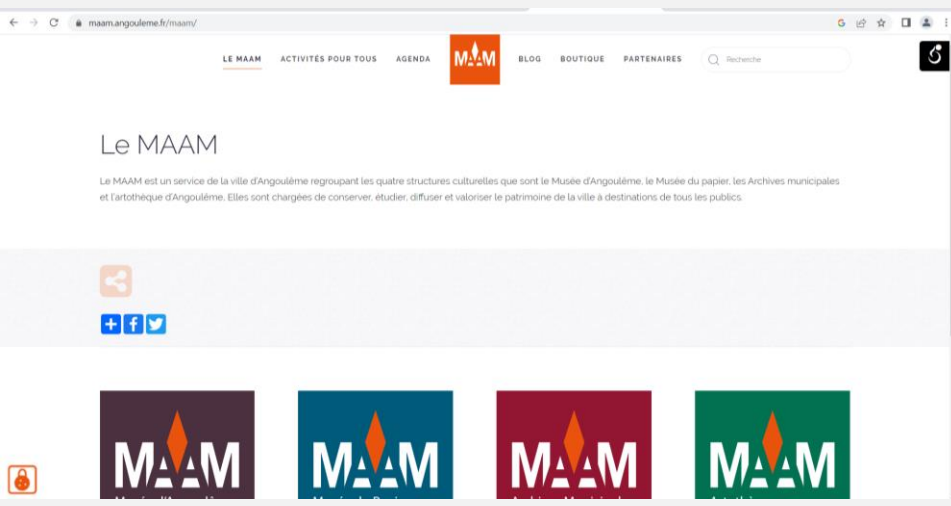 maam.angouleme.fr/maam/
LE MAAM ACTIVITÉS POUR TOUS AGENDA MAAM BLOG BOUTIQUE PARTENAIRES Recherche
Le MAAM
Le MAAM est un service de la ville d'Angoulême regroupant les quatre structures culturelles que sont le Musée d'Angoulême, le Musée du papier, les Archives municipales
et l'artothèque d'Angoulême. Elles sont chargées de conserver, étudier, diffuser et valoriser le patrimoine de la ville à destinations de tous les publics.
MAAM MAAM MAAM MAAM